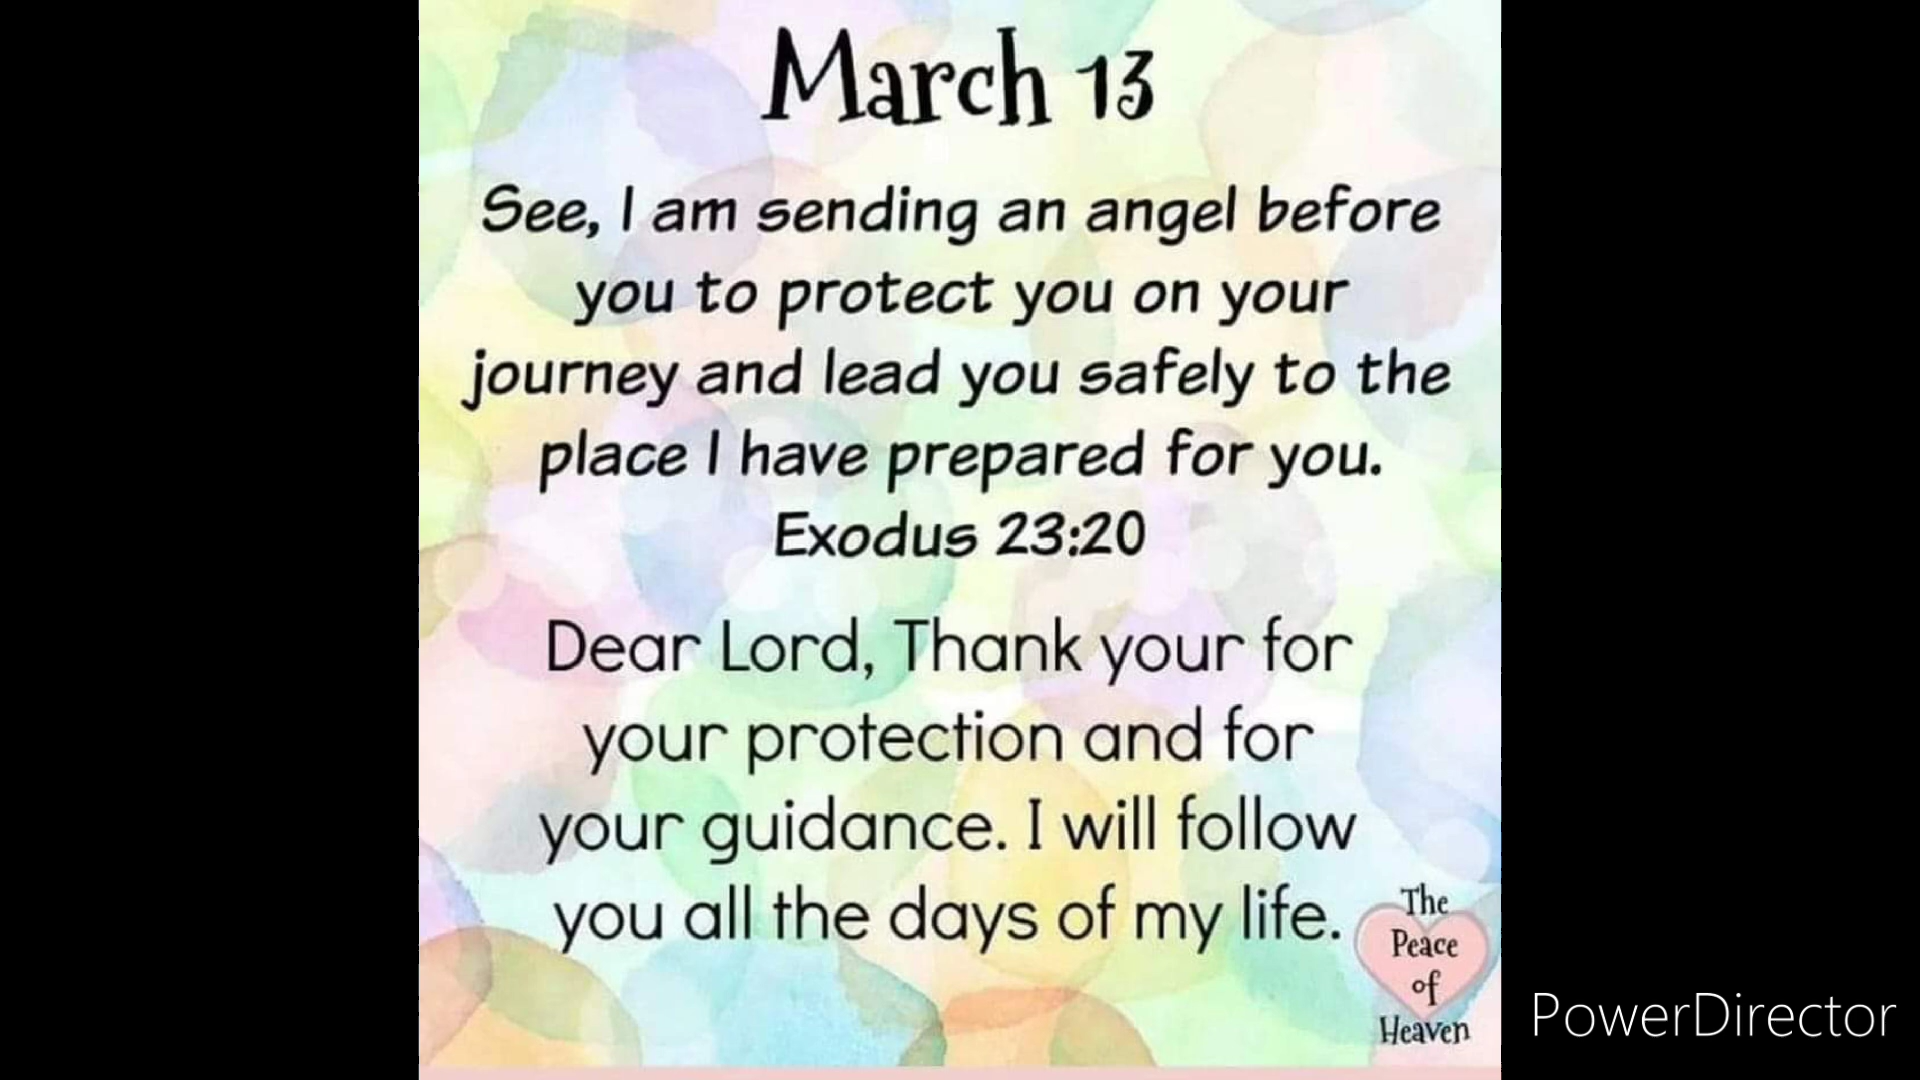 March 13
See, I am sending an angel before
you to protect you on your
journey and lead you safely to the
place I have prepared for you.
Exodus 23:20
Dear Lord, Thank your for
your protection and for
your guidance. I will follow
you all the days of my life.
The
Peace
of
Heaven
PowerDirector